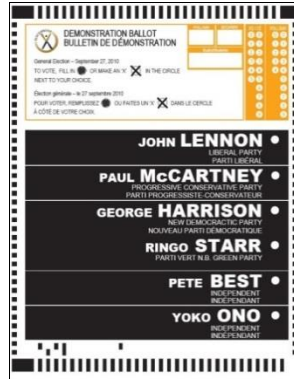 DEMONSTRATION BALLOT
BULLETIN DE DÉMONSTRATION
General Election – September 27, 2010
TO VOTE, FILL IN OR MAKE AN 'X' IN THE CIRCLE
NEXT TO YOUR CHOICE.
Élection générale – le 27 septembre 2010
POUR VOTER, REMPLISSEZ OU FAITES UN 'X' DANS LE CERCLE
À CÔTÉ DE VOTRE CHOIX.
JOHN LENNON
LIBERAL PARTY
PARTI LIBÉRAL
PAUL McCARTNEY
PROGRESSIVE CONSERVATIVE PARTY
PARTI PROGRESSISTE-CONSERVATEUR
GEORGE HARRISON
NEW DEMOCRACTIC PARTY
NOUVEAU PARTI DÉMOCRATIQUE
RINGO STARR
PARTI VERT N.B. GREEN PARTY
PETE BEST
INDEPENDENT
INDÉPENDANT
YOKO ONO
INDEPENDENT
INDÉPENDANT